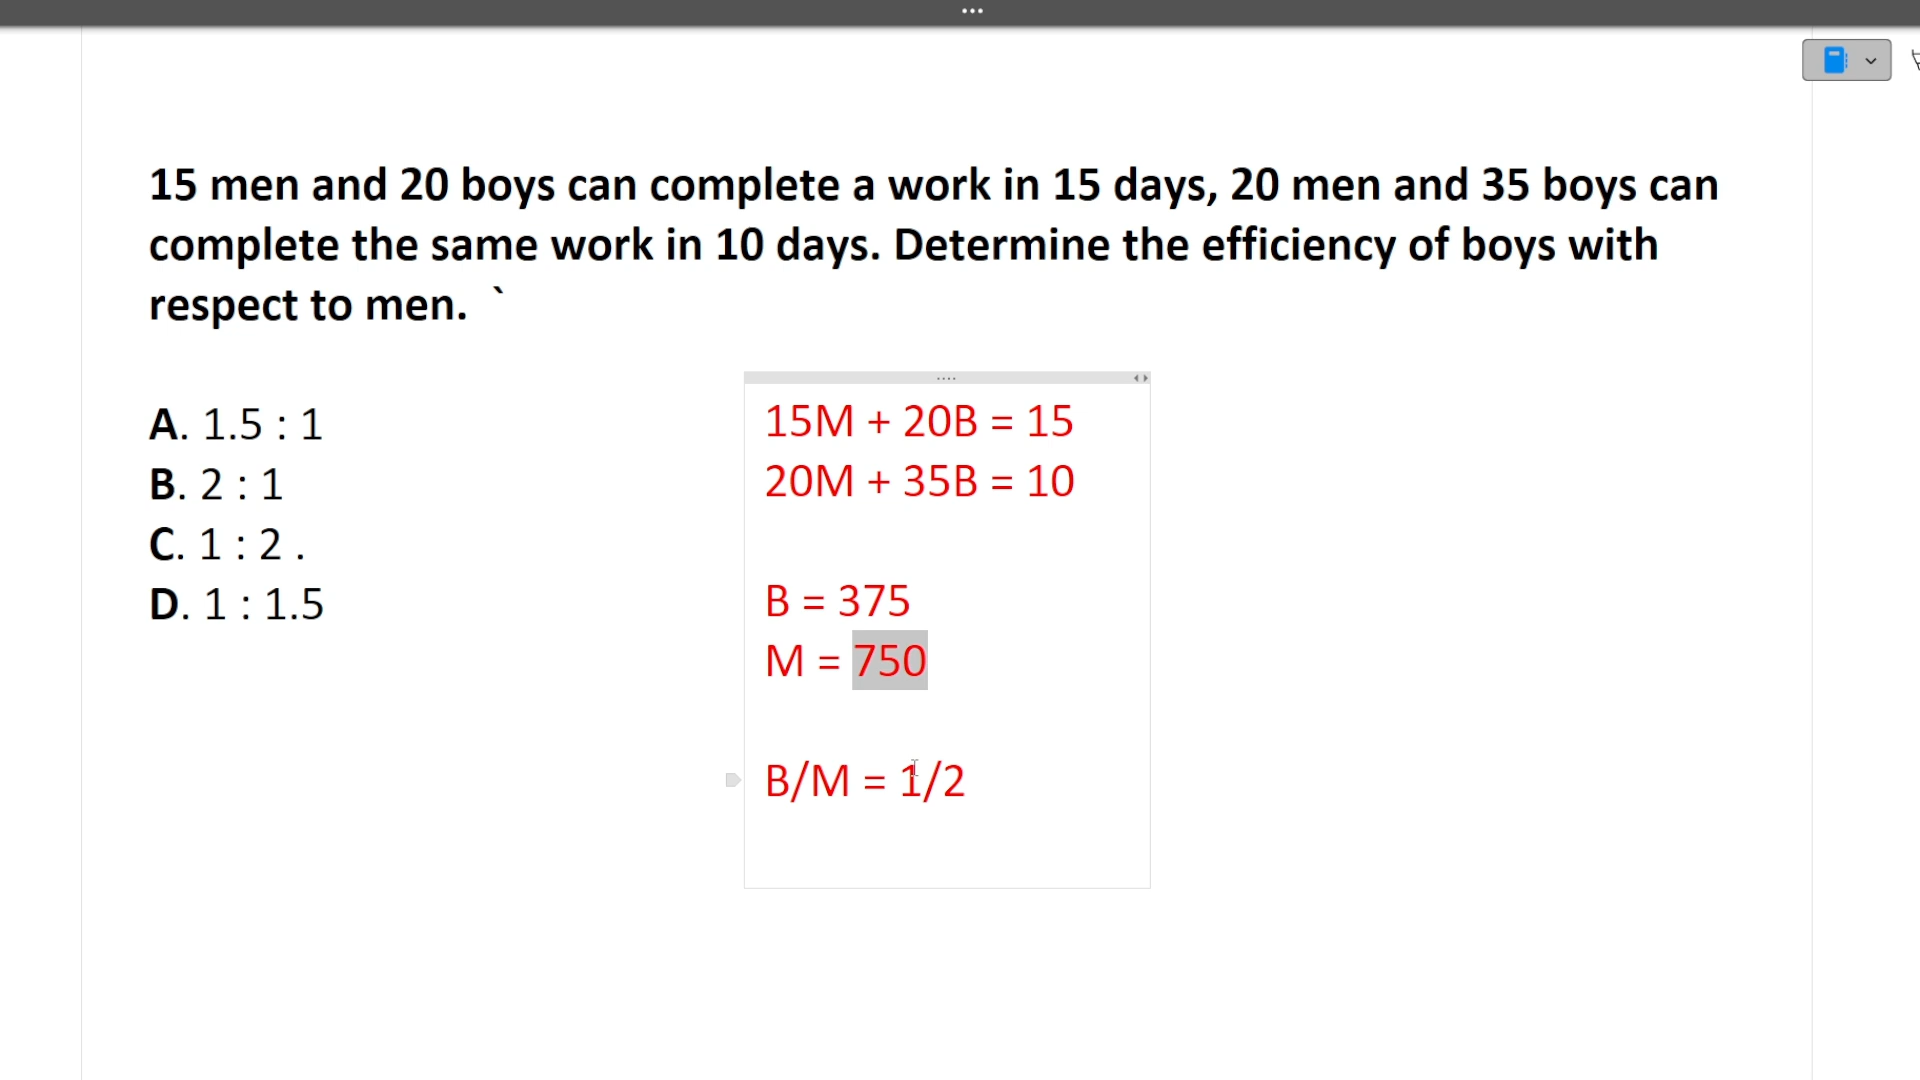 15 men and 20 boys can complete a work in 15 days, 20 men and 35 boys can
complete the same work in 10 days. Determine the efficiency of boys with
respect to men. `
A. 1.5 : 1
B. 2 : 1
C. 1 : 2 .
D. 1 : 1.5
15M + 20B = 15
20M + 35B = 10
B = 375
M = 750
B/M = 1/2